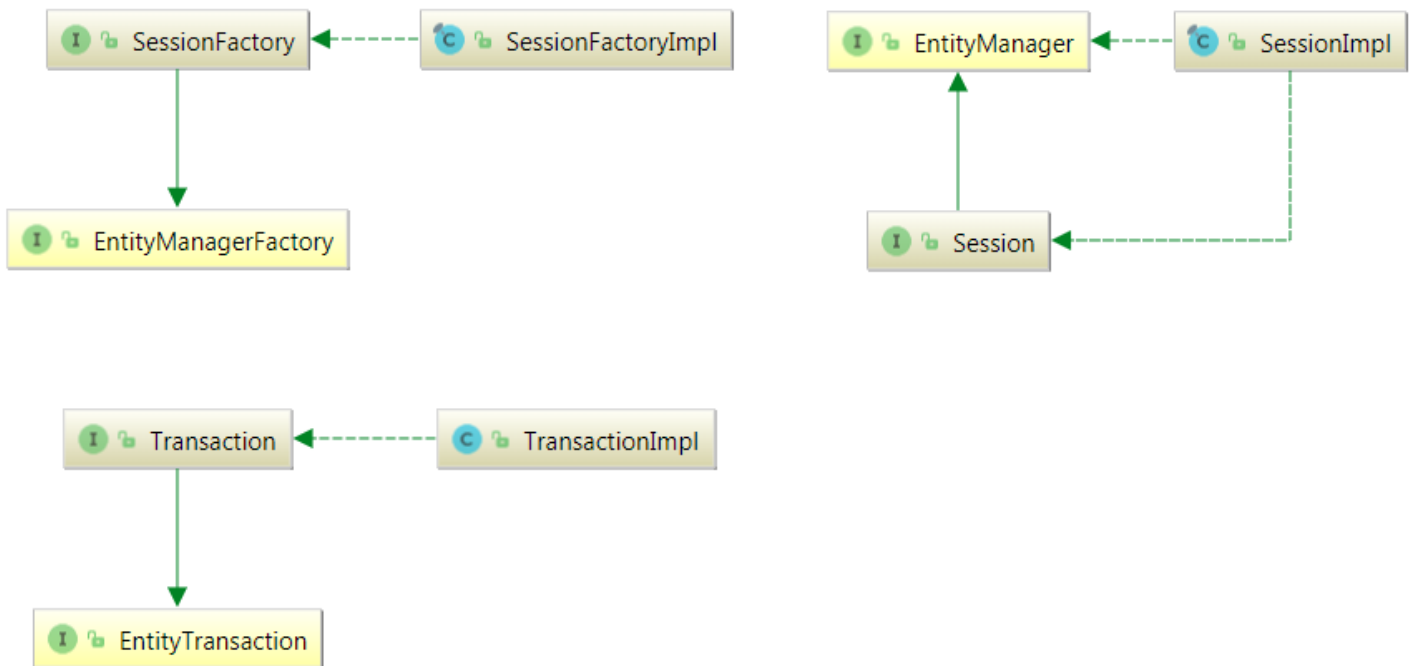 I SessionFactory
C SessionFactoryImpl
I EntityManager
C SessionImpl
I EntityManagerFactory
I Session
I Transaction
C TransactionImpl
I EntityTransaction